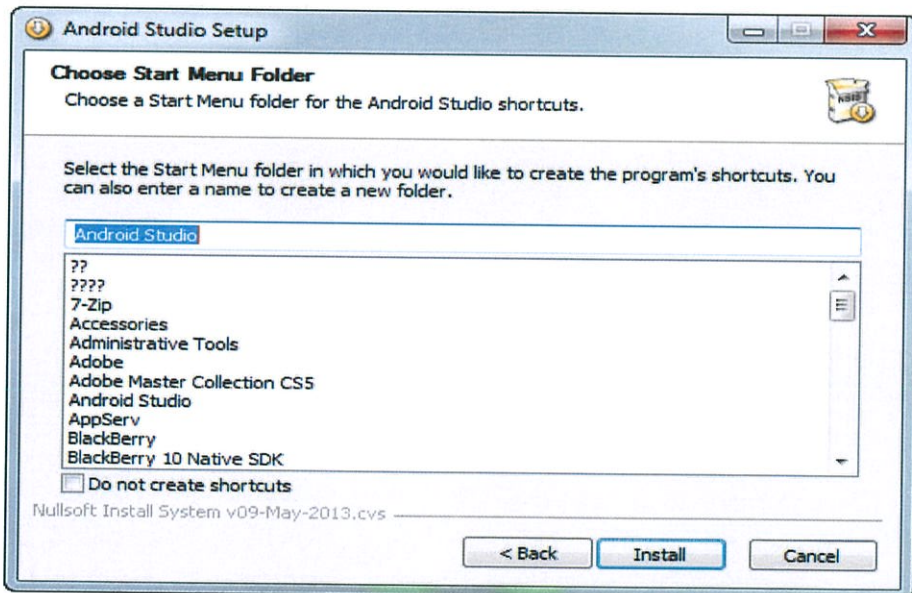 Android Studio Setup
Choose Start Menu Folder
Choose a Start Menu folder for the Android Studio shortcuts.
Select the Start Menu folder in which you would like to create the program's shortcuts. You
can also enter a name to create a new folder.
Android Studio
??
????
7-Zip
Accessories
Administrative Tools
Adobe
Adobe Master Collection CS5
Android Studio
AppServ
BlackBerry
BlackBerry 10 Native SDK
Do not create shortcuts
Nullsoft Install System v09-May-2013.cvs
< Back
Install
Cancel